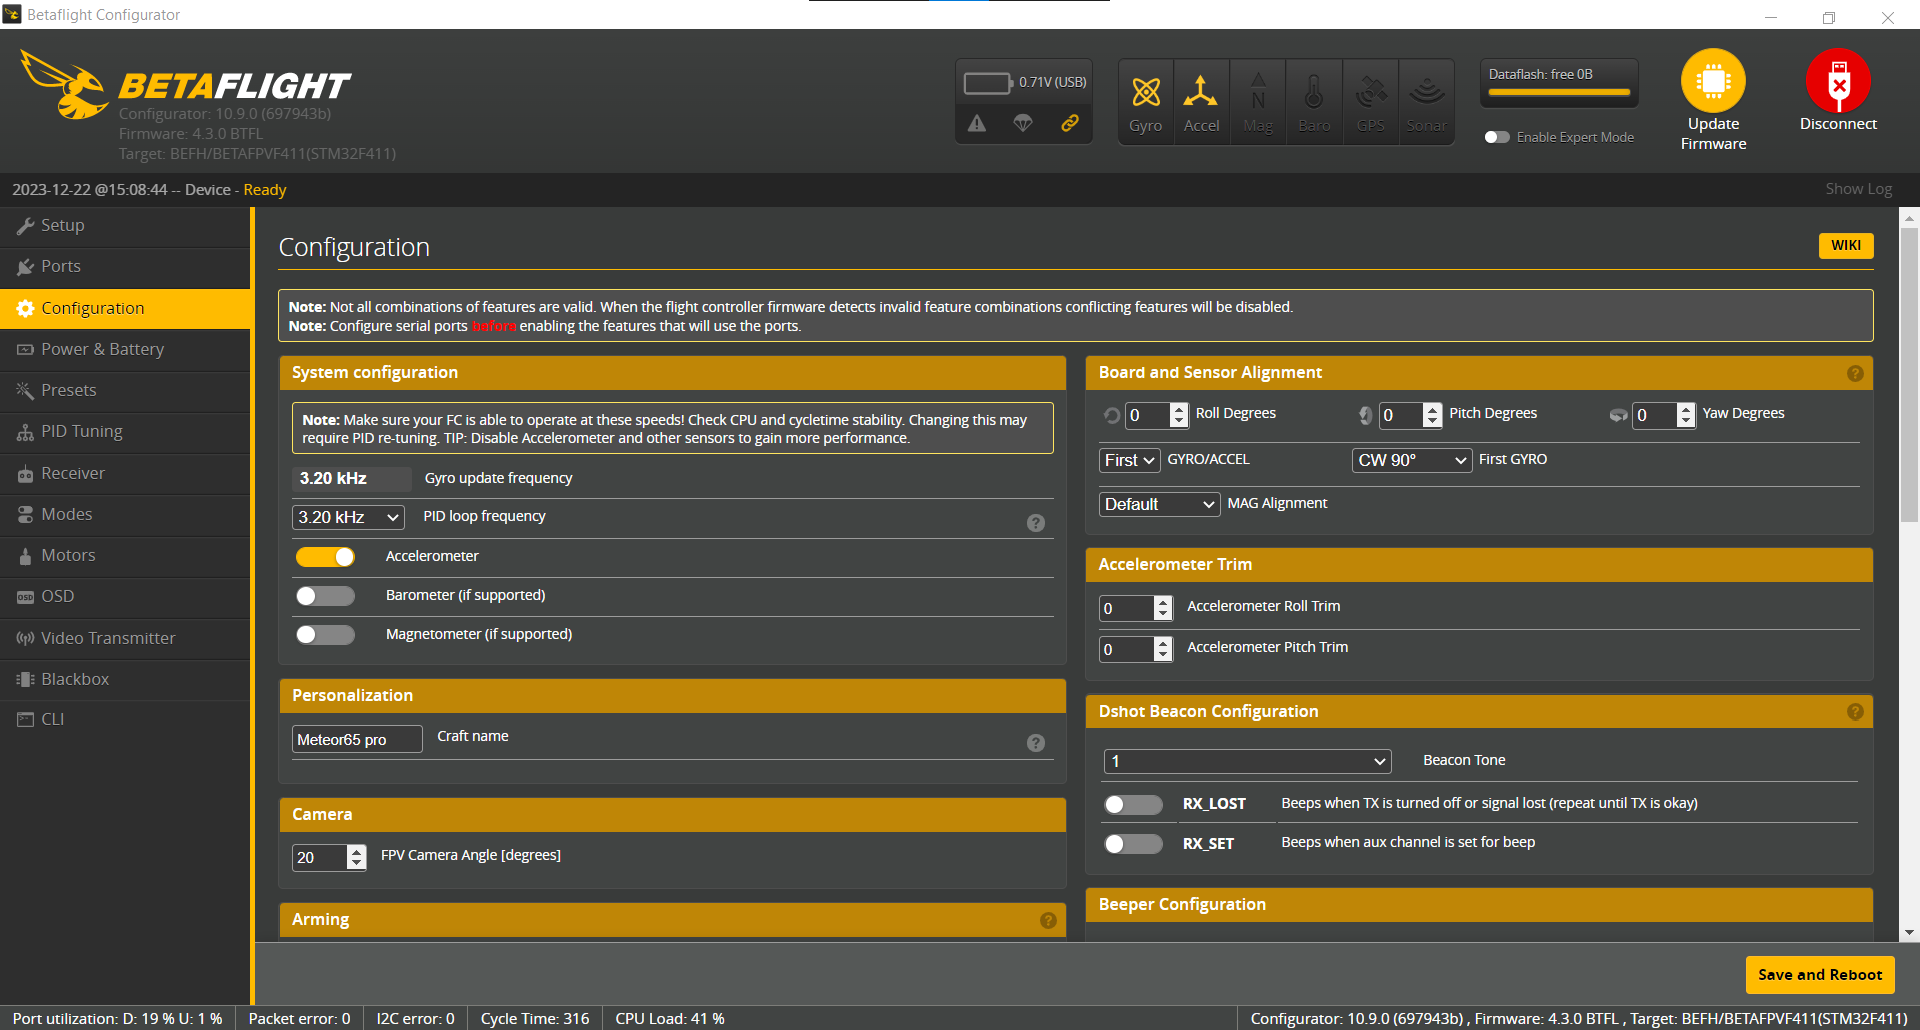 Betaflight Configurator
BETAFLIGHT
Configurator: 10.9.0 (697943b)
Firmware: 4.3.0 BTFL
Target: BEFH/BETAFPVF411(STM32F411)
0.71V (USB)
Gyro
Accel
Mag
N
Baro
GPS
Sonar
Dataflash: free 0B
Enable Expert Mode
Update
Firmware
Disconnect
2023-12-22 @15:08:44 -- Device - Ready
Show Log
Setup
Ports
Configuration
Power & Battery
Presets
PID Tuning
Receiver
Modes
Motors
OSD
OSD
Video Transmitter
Blackbox
CLI
Configuration
WIKI
Note: Not all combinations of features are valid. When the flight controller firmware detects invalid feature combinations conflicting features will be disabled.
Note: Configure serial ports before enabling the features that will use the ports.
System configuration
Note: Make sure your FC is able to operate at these speeds! Check CPU and cycletime stability. Changing this may
require PID re-tuning. TIP: Disable Accelerometer and other sensors to gain more performance.
3.20 kHz Gyro update frequency
3.20 kHz PID loop frequency ?
Accelerometer
Barometer (if supported)
Magnetometer (if supported)
Personalization
Meteor65 pro Craft name ?
Camera
20 FPV Camera Angle [degrees]
Arming ?
Board and Sensor Alignment ?
0 Roll Degrees 0 Pitch Degrees 0 Yaw Degrees
First GYRO/ACCEL CW 90° First GYRO
Default MAG Alignment
Accelerometer Trim
0 Accelerometer Roll Trim
0 Accelerometer Pitch Trim
Dshot Beacon Configuration ?
1 Beacon Tone
RX_LOST Beeps when TX is turned off or signal lost (repeat until TX is okay)
RX_SET Beeps when aux channel is set for beep
Beeper Configuration
Save and Reboot
Port utilization: D: 19 % U: 1 % Packet error: 0 I2C error: 0 Cycle Time: 316 CPU Load: 41 % Configurator: 10.9.0 (697943b) , Firmware: 4.3.0 BTFL , Target: BEFH/BETAFPVF411(STM32F411)